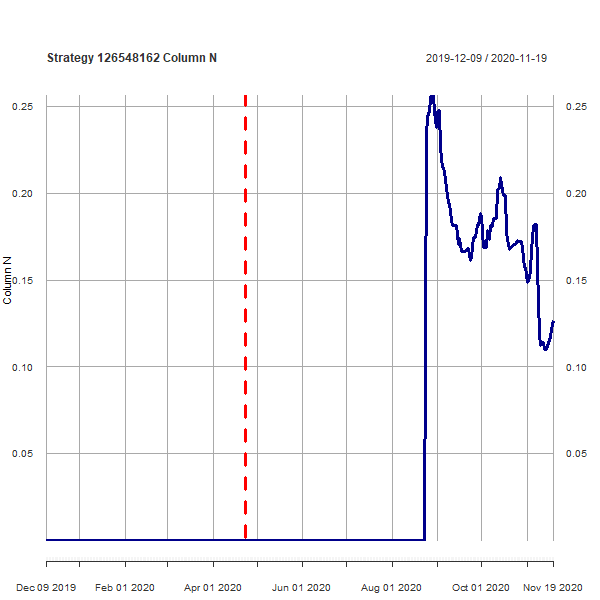 Strategy 126548162 Column N
2019-12-09 / 2020-11-19
0.25
0.25
0.20
0.20
0.15
0.15
Column N
0.10
0.10
0.05
0.05
Dec 09 2019
Feb 01 2020
Apr 01 2020
Jun 01 2020
Aug 01 2020
Oct 01 2020
Nov 19 2020